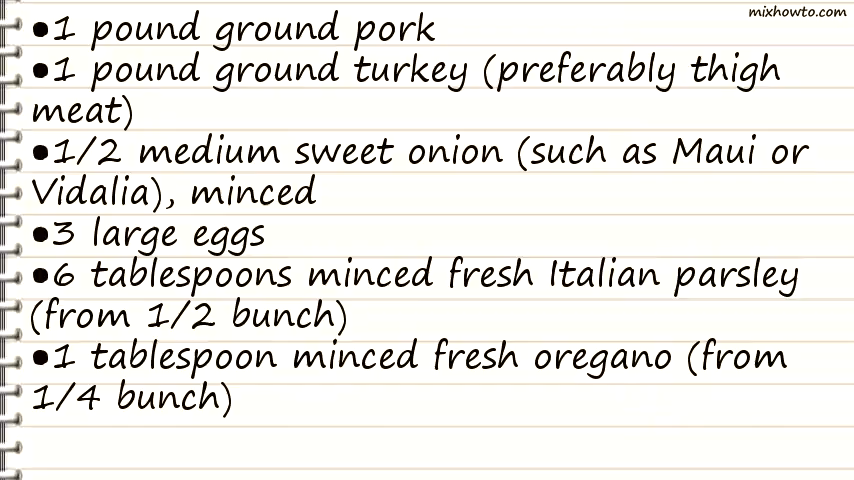 mixhowto.com
•1 pound ground pork
•1 pound ground turkey (preferably thigh
meat)
•1/2 medium sweet onion (such as Maui or
Vidalia), minced
•3 large eggs
•6 tablespoons minced fresh Italian parsley
(from 1/2 bunch)
•1 tablespoon minced fresh oregano (from
1/4 bunch)